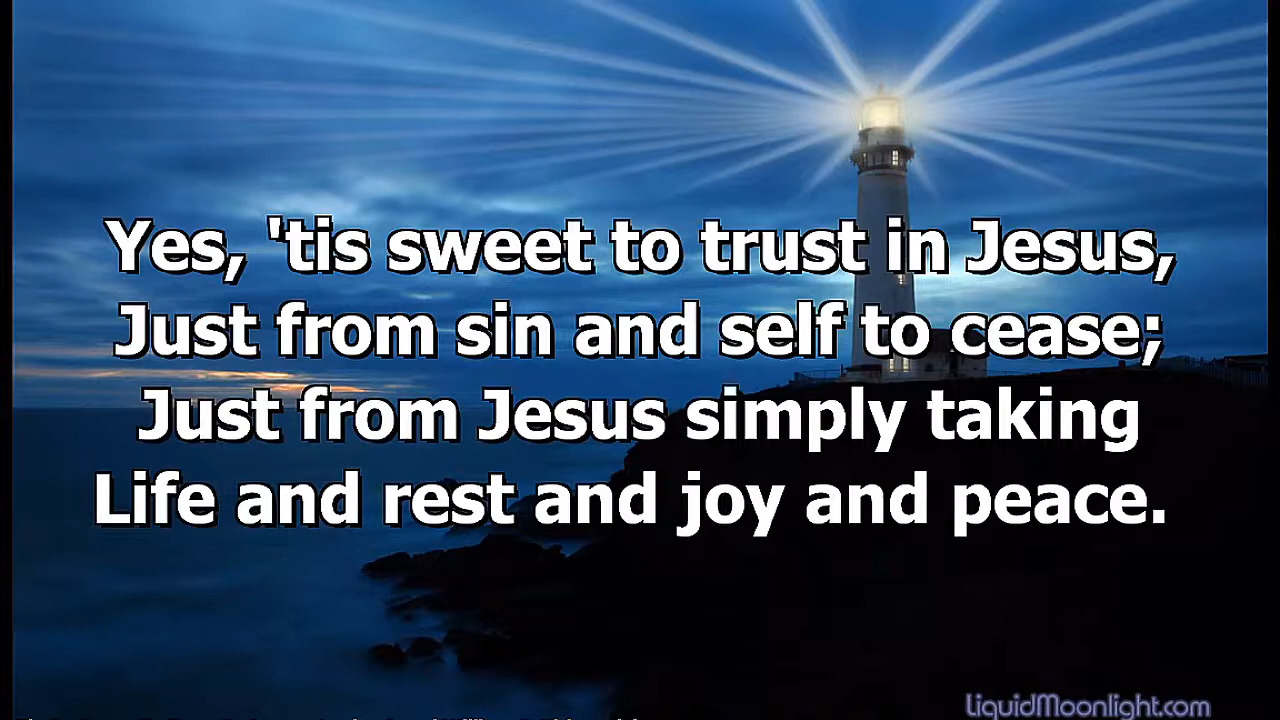 Yes, 'tis sweet to trust in Jesus,
Just from sin and self to cease;
Just from Jesus simply taking
Life and rest and joy and peace.
LiquidMoonlight.com